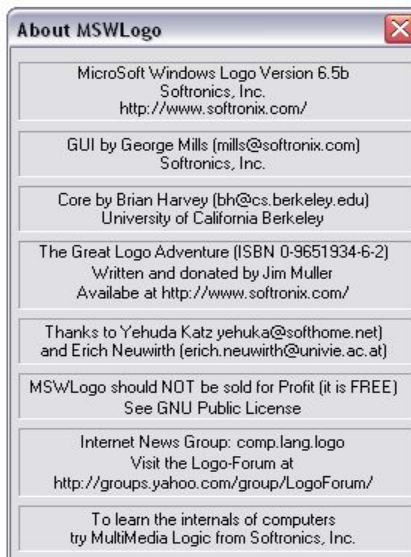 About MSWLogo
MicroSoft Windows Logo Version 6.5b
Softronics, Inc.
http://www.softronix.com/
GUI by George Mills (mills@softronix.com)
Softronics, Inc.
Core by Brian Harvey (bh@cs.berkeley.edu)
University of California Berkeley
The Great Logo Adventure (ISBN 0-9651934-6-2)
Written and donated by Jim Muller
Availabe at http://www.softronix.com/
Thanks to Yehuda Katz yehuka@softhome.net)
and Erich Neuwirth (erich.neuwirth@univie.ac.at)
MSWLogo should NOT be sold for Profit (it is FREE)
See GNU Public License
Internet News Group: comp.lang.logo
Visit the Logo-Forum at
http://groups.yahoo.com/group/LogoForum/
To learn the internals of computers
try MultiMedia Logic from Softronics, Inc.